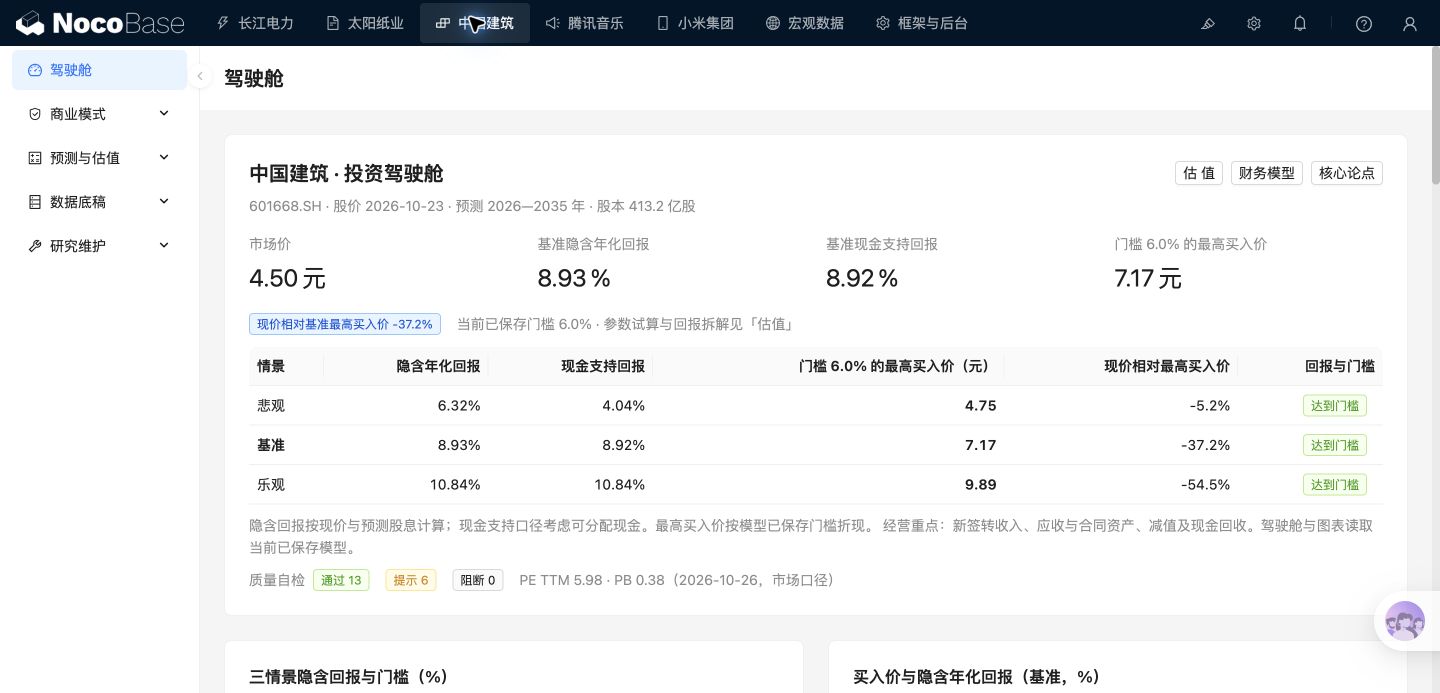 NocoBase 长江电力 太阳纸业 中国建筑 腾讯音乐 小米集团 宏观数据 框架与后台
驾驶舱
商业模式
预测与估值
数据底稿
研究维护
驾驶舱
中国建筑 · 投资驾驶舱
估 值 财务模型 核心论点
601668.SH · 股价 2026-10-23 · 预测 2026—2035 年 · 股本 413.2 亿股
市场价 基准隐含年化回报 基准现金支持回报 门槛 6.0% 的最高买入价
4.50 元 8.93 % 8.92 % 7.17 元
现价相对基准最高买入价 -37.2% 当前已保存门槛 6.0% · 参数试算与回报拆解见「估值」
情景 隐含年化回报 现金支持回报 门槛 6.0% 的最高买入价（元） 现价相对最高买入价 回报与门槛
悲观 6.32% 4.04% 4.75 -5.2% 达到门槛
基准 8.93% 8.92% 7.17 -37.2% 达到门槛
乐观 10.84% 10.84% 9.89 -54.5% 达到门槛
隐含回报按现价与预测股息计算；现金支持口径考虑可分配现金。最高买入价按模型已保存门槛折现。 经营重点：新签转收入、应收与合同资产、减值及现金回收。驾驶舱与图表读取
当前已保存模型。
质量自检 通过 13 提示 6 阻断 0 PE TTM 5.98 · PB 0.38（2026-10-26，市场口径）
三情景隐含回报与门槛（%）
买入价与隐含年化回报（基准，%）